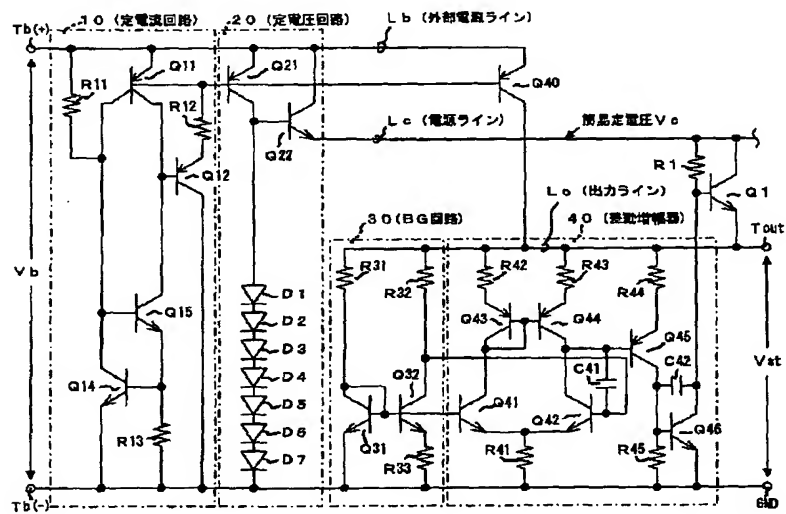 Tb(+)
10 (定電流回路)
20 (定電圧回路)
Lb (外部電源ライン)
Q11
Q21
Q40
R11
R12
Lc (電源ライン)
簡易定電圧Vc
Q22
Q12
R1
Q1
Lo (出力ライン)
30 (BG回路)
40 (誤差増幅器)
Tout
Vb
R31
R32
R42
R43
R44
D1
Q15
Q43
Q44
D2
Q45
D3
Q32
C41
C42
Vst
Q14
D4
D5
Q41
Q42
Q46
D6
R13
Q31
R41
R45
D7
R33
Tb(-)
GND